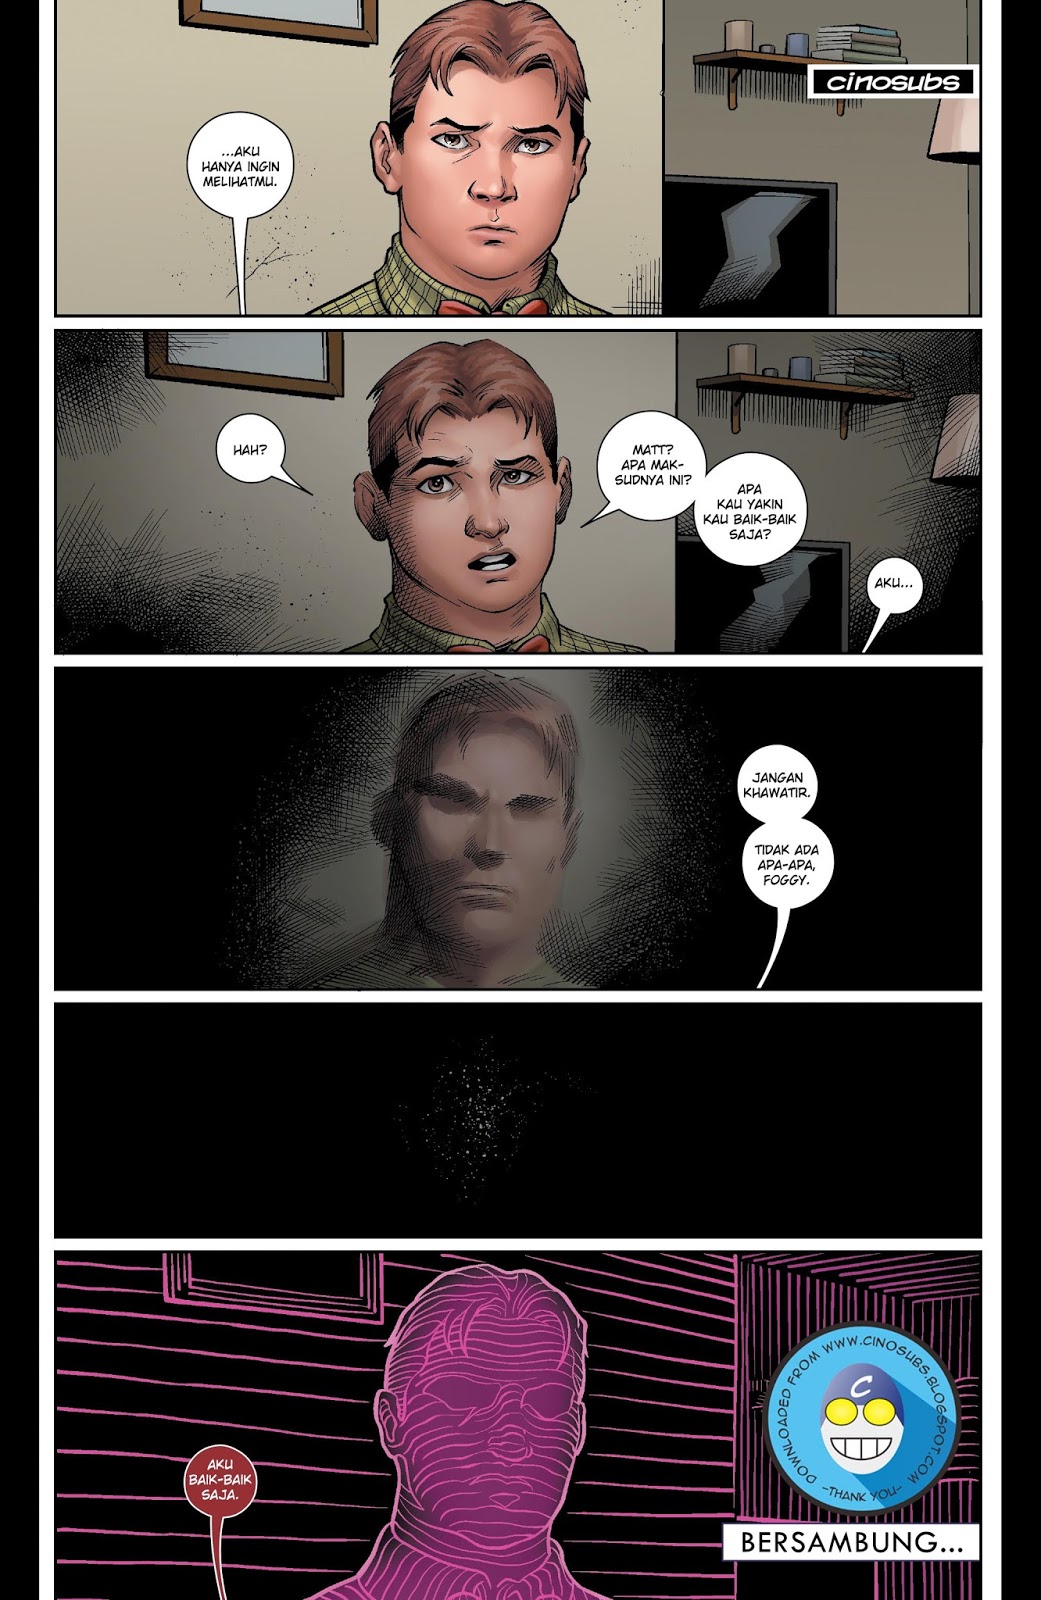 cinosubs
...AKU
HANYA INGIN
MELIHATMU.
HAH?
MATT?
APA MAK-
SUDNYA INI?
APA
KAU YAKIN
KAU BAIK-BAIK
SAJA?
AKU...
JANGAN
KHAWATIR.
TIDAK ADA
APA-APA,
FOGGY.
AKU
BAIK-BAIK
SAJA.
DOWNLOADED FROM WWW.CINOSUBS.BLOGSPOT.COM
C
-THANK YOU-
BERSAMBUNG...